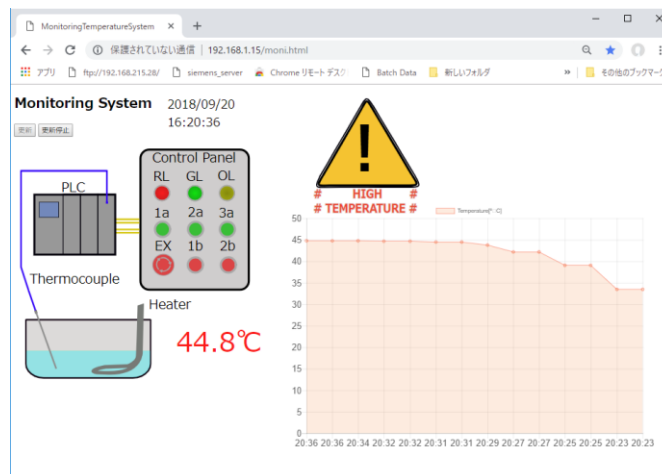 MonitoringTemperatureSystem
保護されていない通信 | 192.168.1.15/moni.html
アプリ ftp://192.168.215.28/ siemens_server Chrome リモート デスク Batch Data 新しいフォルダ » その他のブックマーク
Monitoring System 2018/09/20
16:20:36
更新 更新停止
# HIGH #
# TEMPERATURE #
Temperature[°C]
Control Panel
RL GL OL
PLC
1a 2a 3a
EX 1b 2b
Thermocouple
Heater
44.8℃
50
45
40
35
30
25
20
15
10
5
0
20:36 20:36 20:34 20:32 20:32 20:31 20:31 20:29 20:27 20:27 20:25 20:25 20:23 20:23